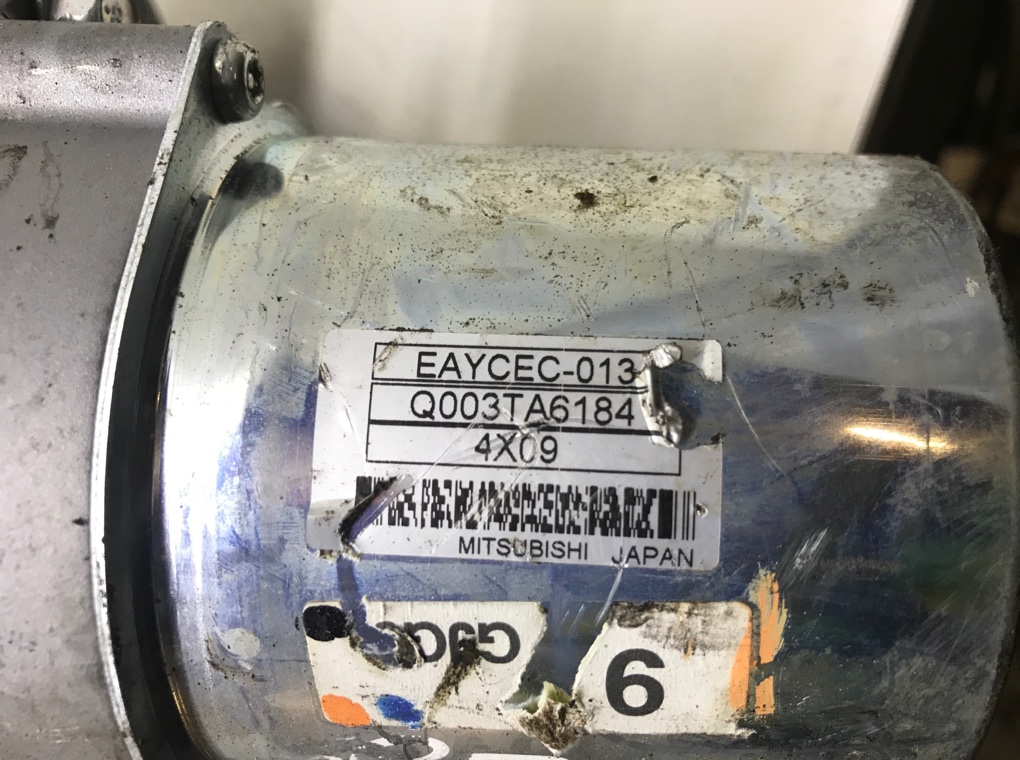 EAYCEC-013
Q003TA6184
4X09
MITSUBISHI JAPAN
6